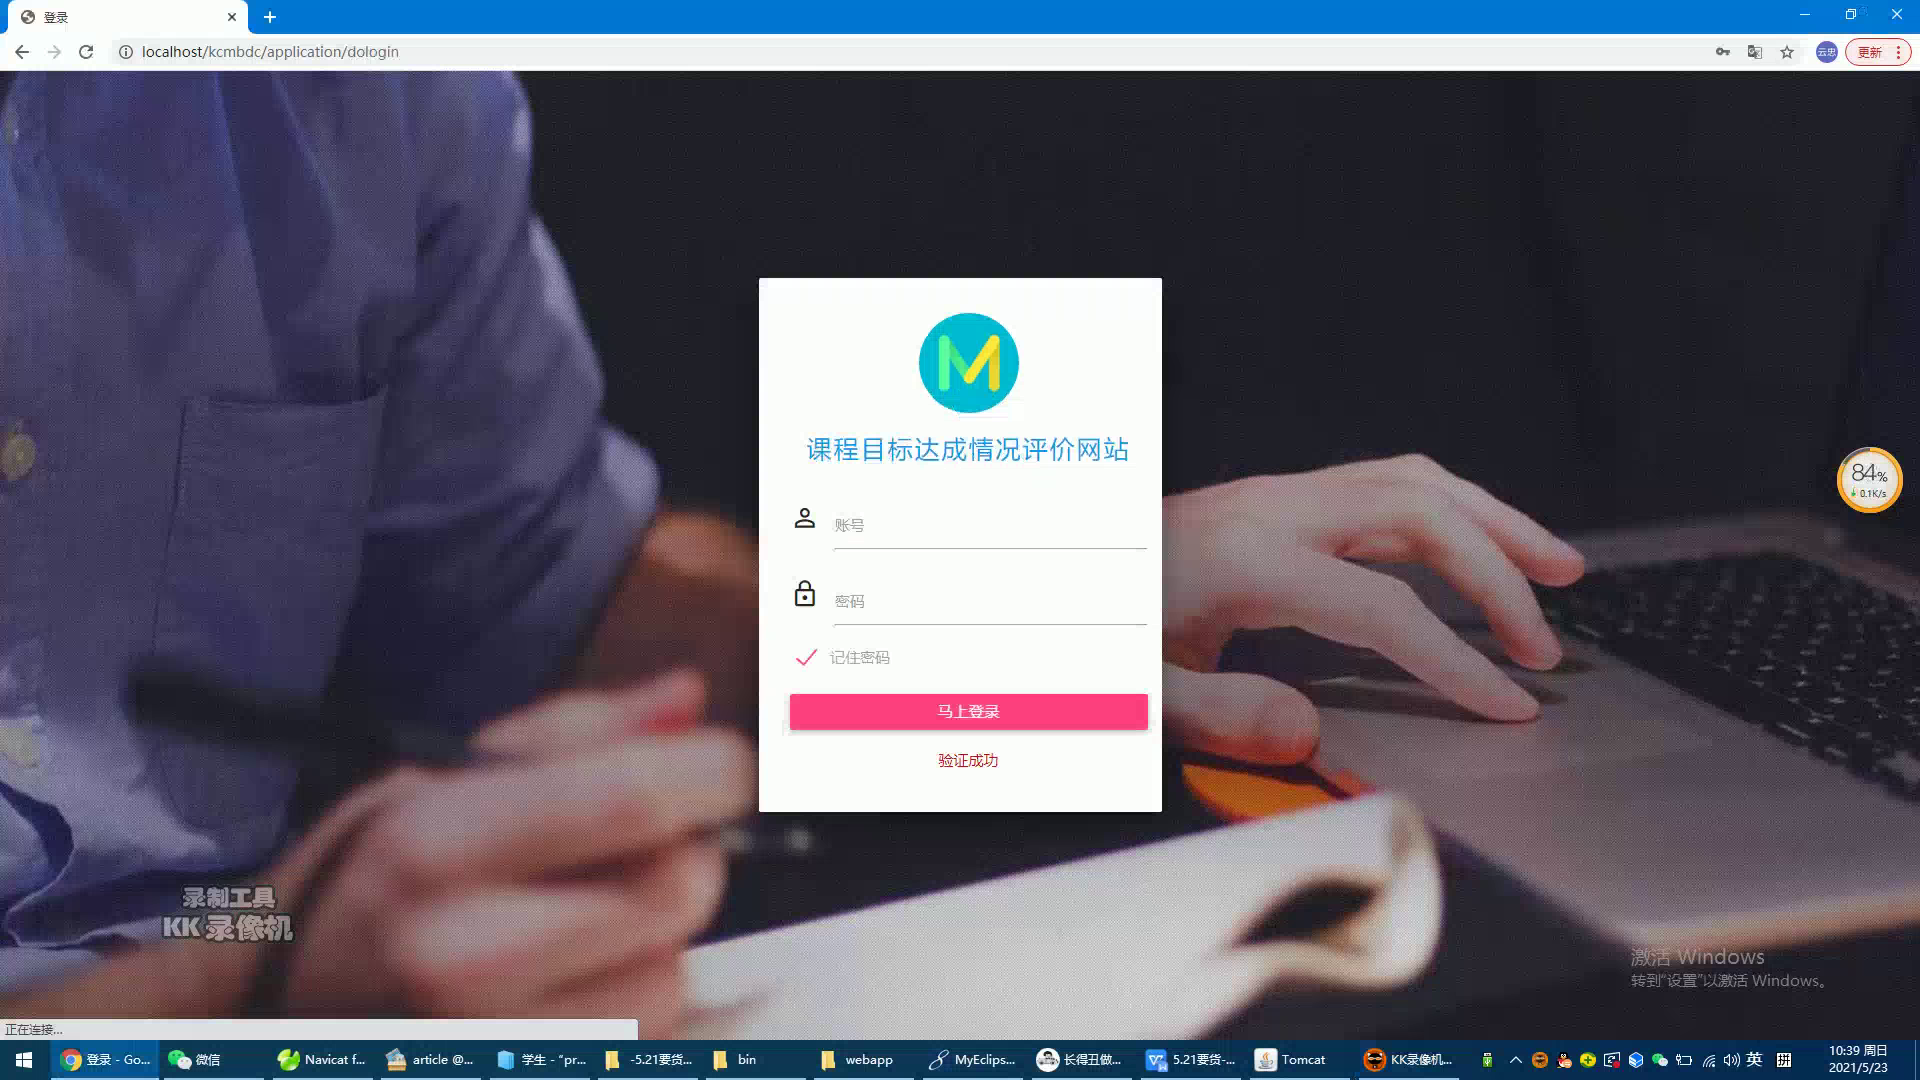 登录
localhost/kcmbdc/application/dologin
云忠
更新
课程目标达成情况评价网站
账号
密码
记住密码
马上登录
验证成功
84%
0.1K/s
录制工具
KK 录像机
激活 Windows
转到“设置”以激活 Windows。
正在连接...
登录 - Go...
微信
Navicat f...
article @...
学生 - "pr...
-5.21要货...
bin
webapp
MyEclips...
长得丑做...
5.21要货-...
Tomcat
KK录像机...
英
拼
10:39 周日
2021/5/23